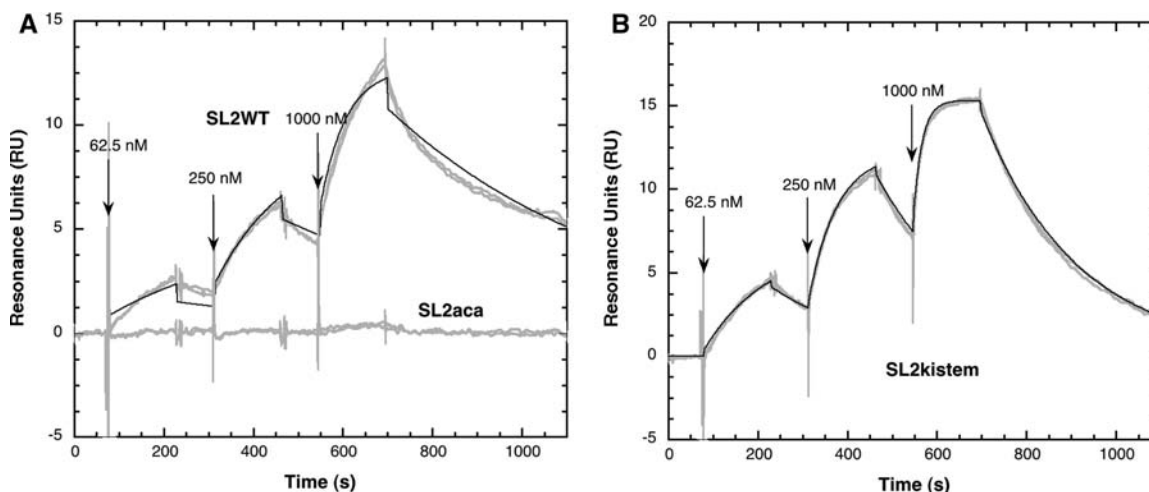 A
15
10
5
0
-5
Resonance Units (RU)
62.5 nM
SL2WT
250 nM
1000 nM
SL2aca
0 200 400 600 800 1000
Time (s)
B
20
15
10
5
0
-5
Resonance Units (RU)
62.5 nM
250 nM
1000 nM
SL2kistem
0 200 400 600 800 1000
Time (s)